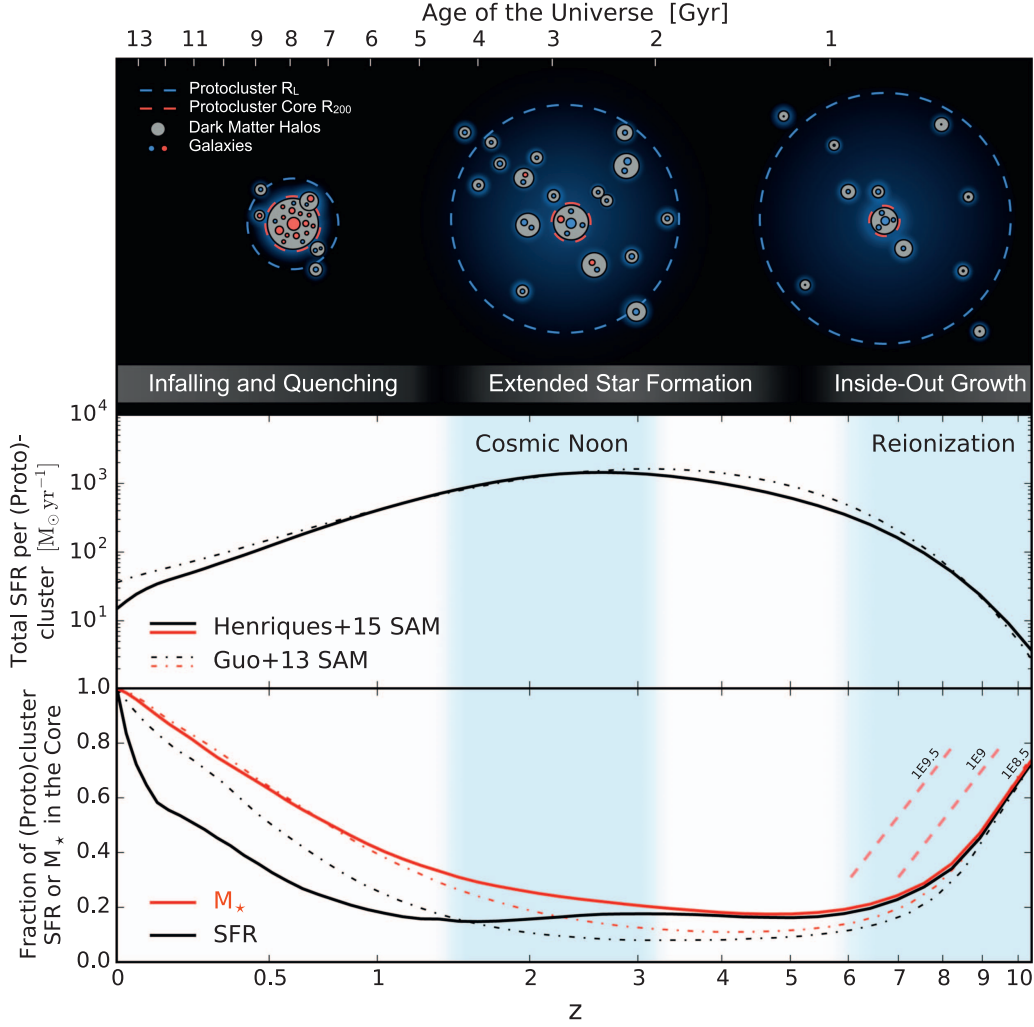 Age of the Universe [Gyr]
13 11 9 8 7 6 5 4 3 2 1
Protocluster R_L
Protocluster Core R_200
Dark Matter Halos
Galaxies
Infalling and Quenching Extended Star Formation Inside-Out Growth
Total SFR per (Proto)-
cluster [M_⊙ yr^−1]
10^4
10^3
10^2
10^1
Cosmic Noon Reionization
Henriques+15 SAM
Guo+13 SAM
Fraction of (Proto)cluster
SFR or M_⋆ in the Core
1.0
0.8
0.6
0.4
0.2
0.0
1E9.5 1E9 1E8.5
M_⋆
SFR
0 0.5 1 2 3 4 5 6 7 8 9 10
z